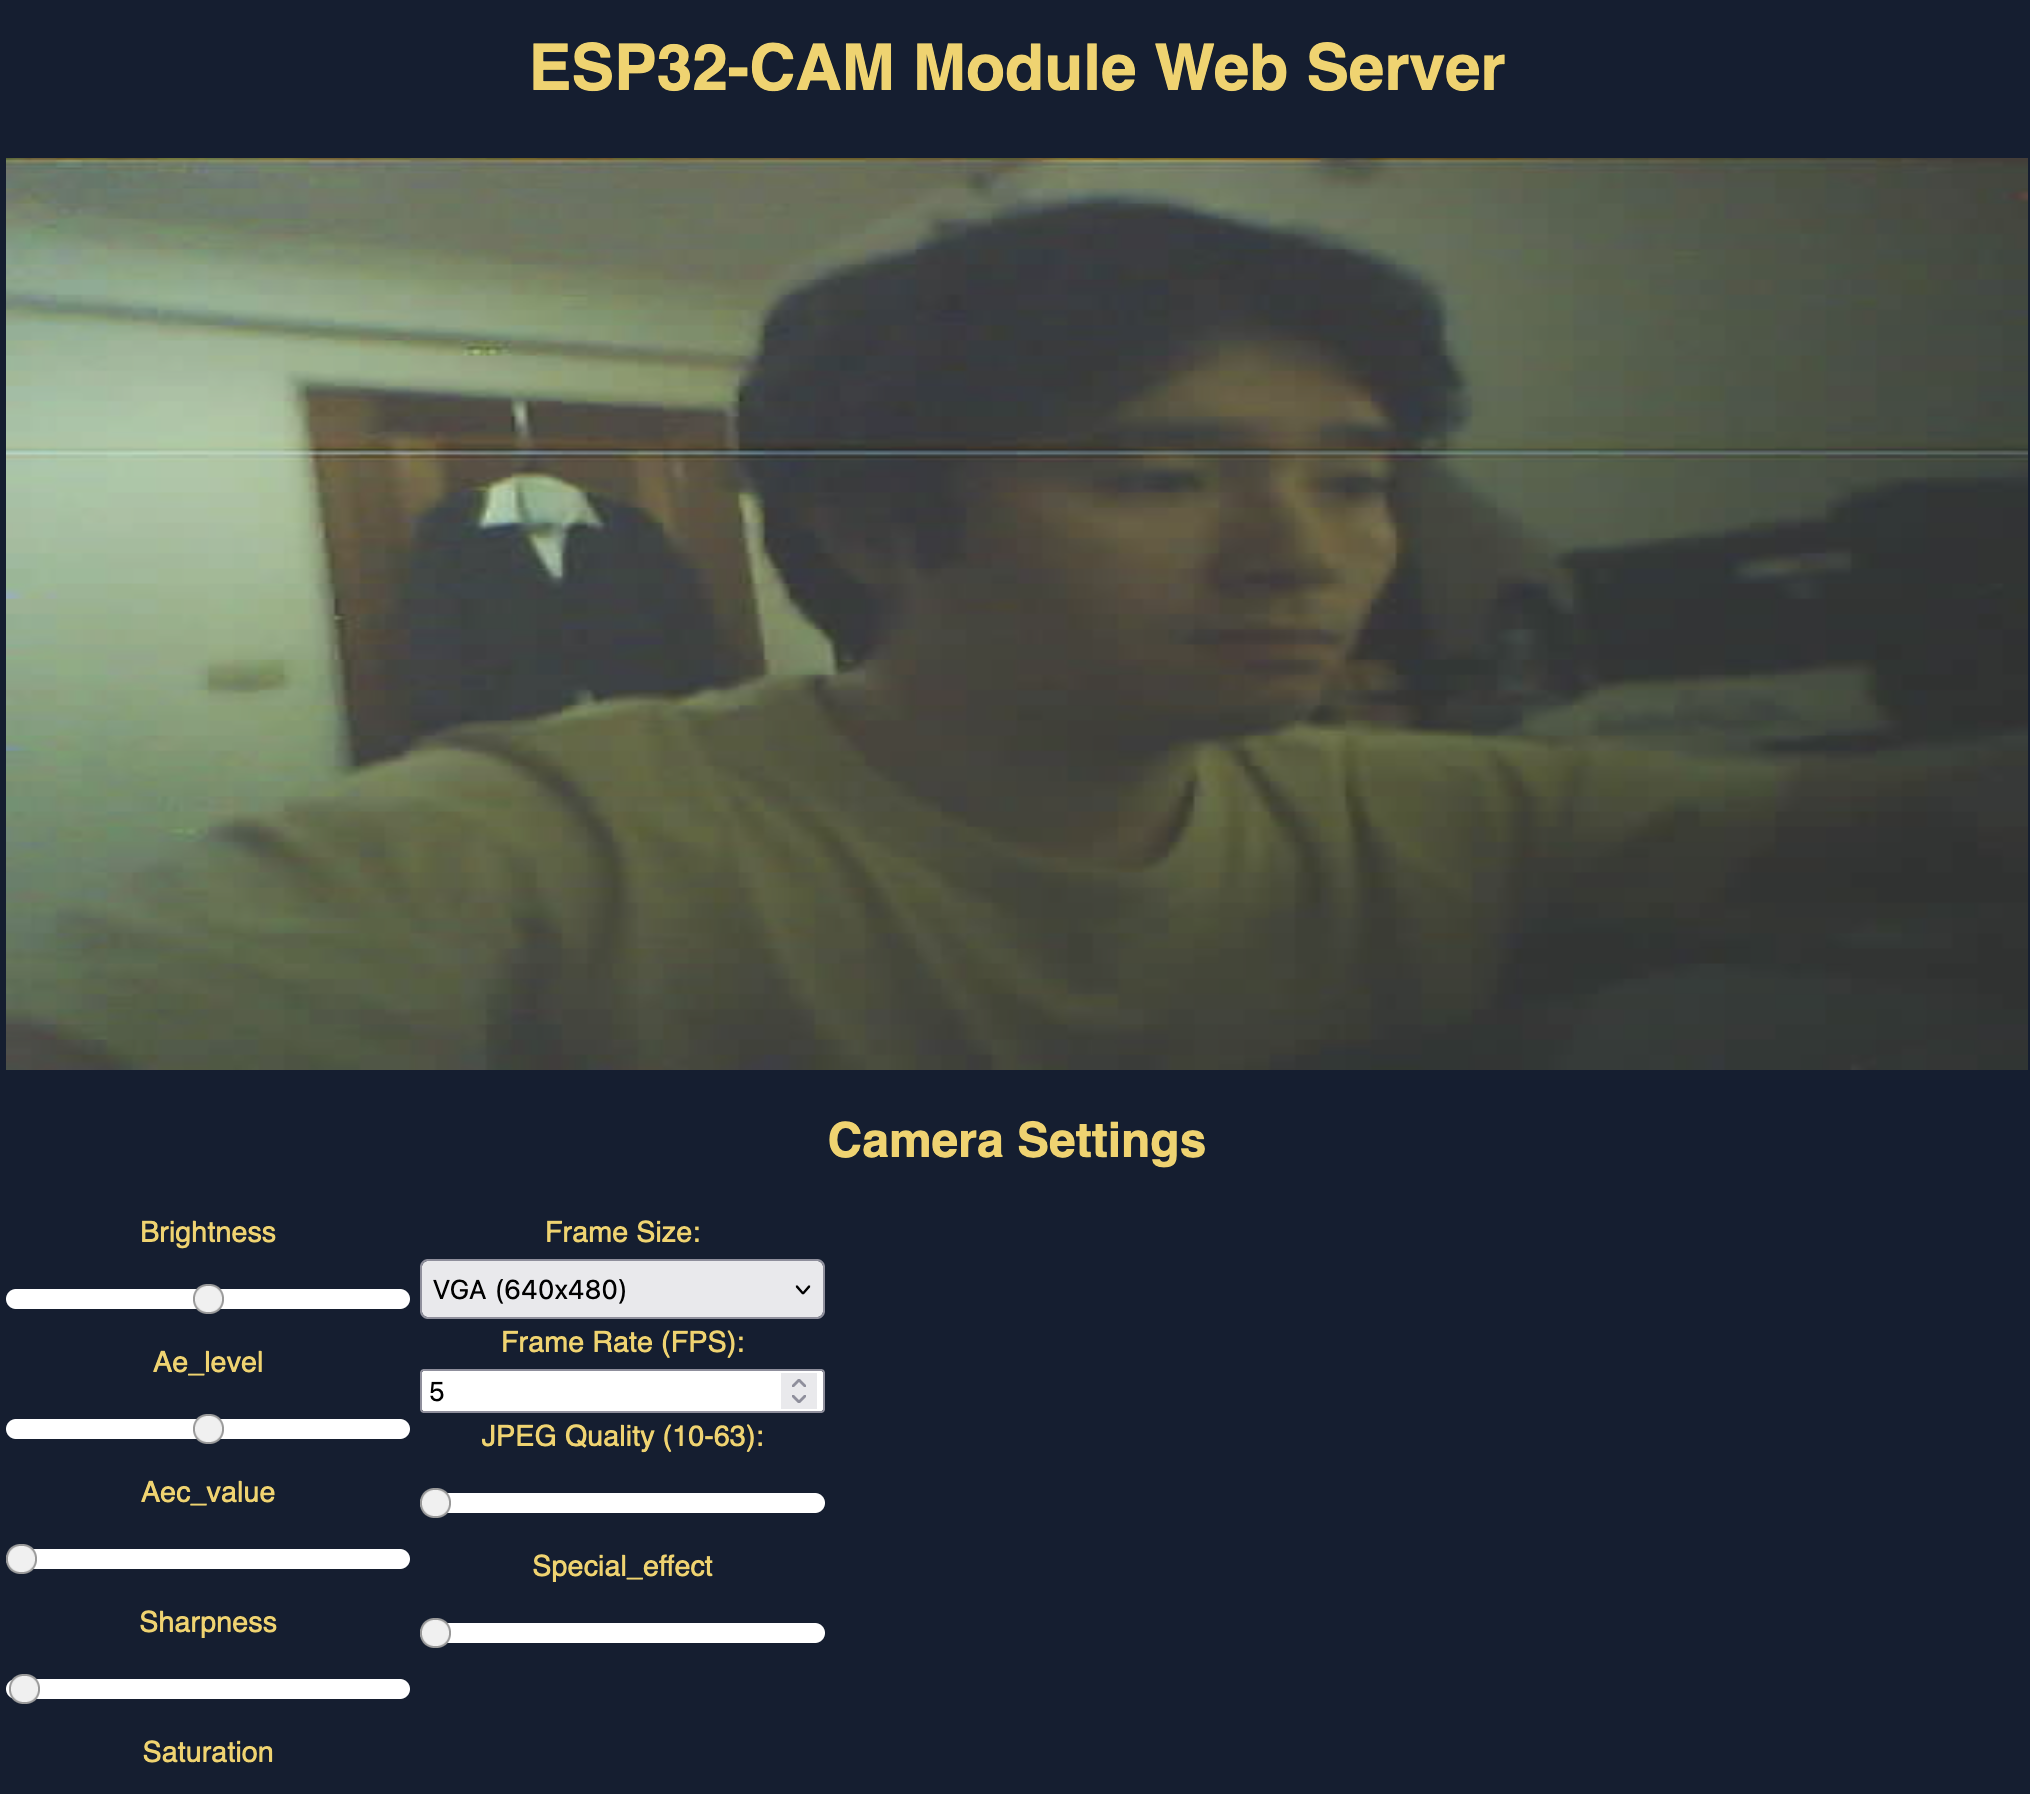 ESP32-CAM Module Web Server
Camera Settings
Brightness
Ae_level
Aec_value
Sharpness
Saturation
Frame Size:
VGA (640x480)
Frame Rate (FPS):
5
JPEG Quality (10-63):
Special_effect